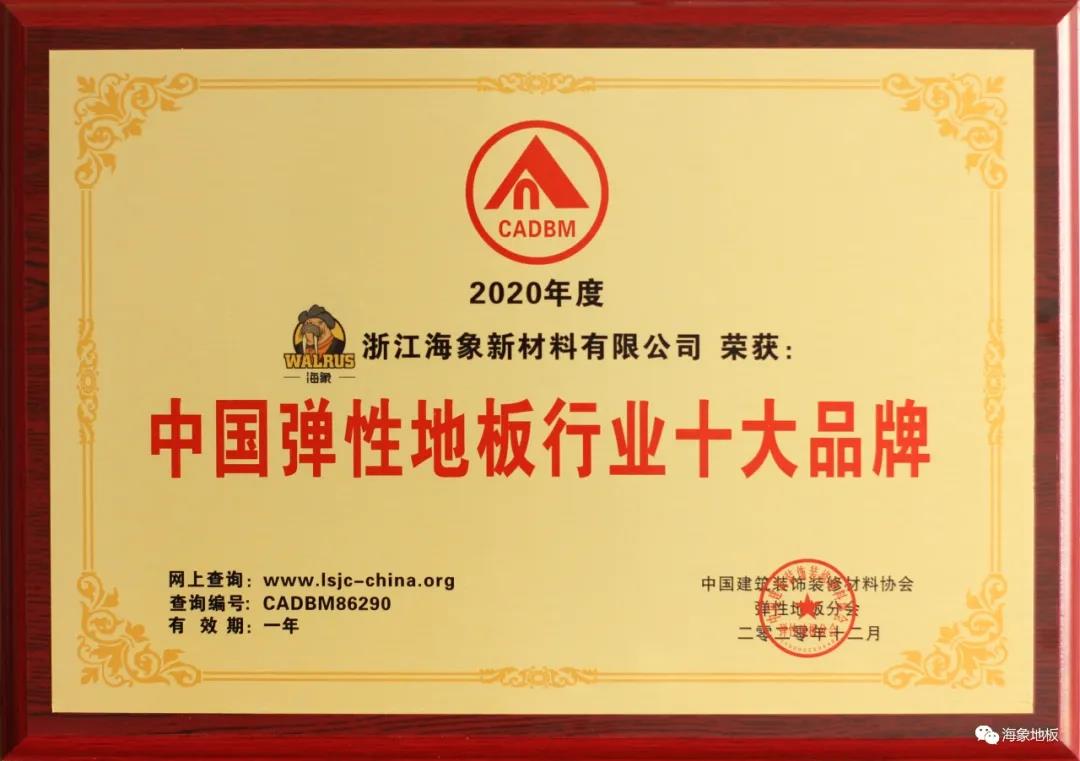 CADBM
2020年度
WALRUS
海象
浙江海象新材料有限公司 荣获：
中国弹性地板行业十大品牌
网上查询：www.lsjc-china.org
查询编号：CADBM86290
有 效 期：一年
中国建筑装饰装修材料协会
弹性地板分会
二零二零年十二月
海象地板